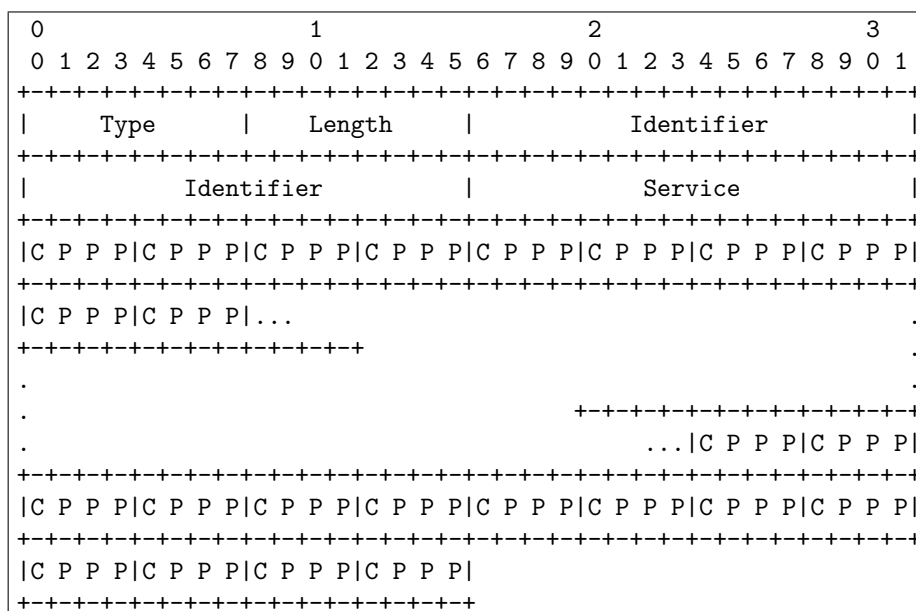 0                   1                   2                   3
 0 1 2 3 4 5 6 7 8 9 0 1 2 3 4 5 6 7 8 9 0 1 2 3 4 5 6 7 8 9 0 1
+-+-+-+-+-+-+-+-+-+-+-+-+-+-+-+-+-+-+-+-+-+-+-+-+-+-+-+-+-+-+-+-+
|     Type      |    Length     |           Identifier          |
+-+-+-+-+-+-+-+-+-+-+-+-+-+-+-+-+-+-+-+-+-+-+-+-+-+-+-+-+-+-+-+-+
|           Identifier          |            Service            |
+-+-+-+-+-+-+-+-+-+-+-+-+-+-+-+-+-+-+-+-+-+-+-+-+-+-+-+-+-+-+-+-+
|C P P P|C P P P|C P P P|C P P P|C P P P|C P P P|C P P P|C P P P|
+-+-+-+-+-+-+-+-+-+-+-+-+-+-+-+-+-+-+-+-+-+-+-+-+-+-+-+-+-+-+-+-+
|C P P P|C P P P|...                                            .
+-+-+-+-+-+-+-+-+-+-+-+-+                                       .
.                                                               .
.                                       +-+-+-+-+-+-+-+-+-+-+-+-+
.                                            ...|C P P P|C P P P|
+-+-+-+-+-+-+-+-+-+-+-+-+-+-+-+-+-+-+-+-+-+-+-+-+-+-+-+-+-+-+-+-+
|C P P P|C P P P|C P P P|C P P P|C P P P|C P P P|C P P P|C P P P|
+-+-+-+-+-+-+-+-+-+-+-+-+-+-+-+-+-+-+-+-+-+-+-+-+-+-+-+-+-+-+-+-+
|C P P P|C P P P|C P P P|C P P P|
+-+-+-+-+-+-+-+-+-+-+-+-+-+-+-+-+